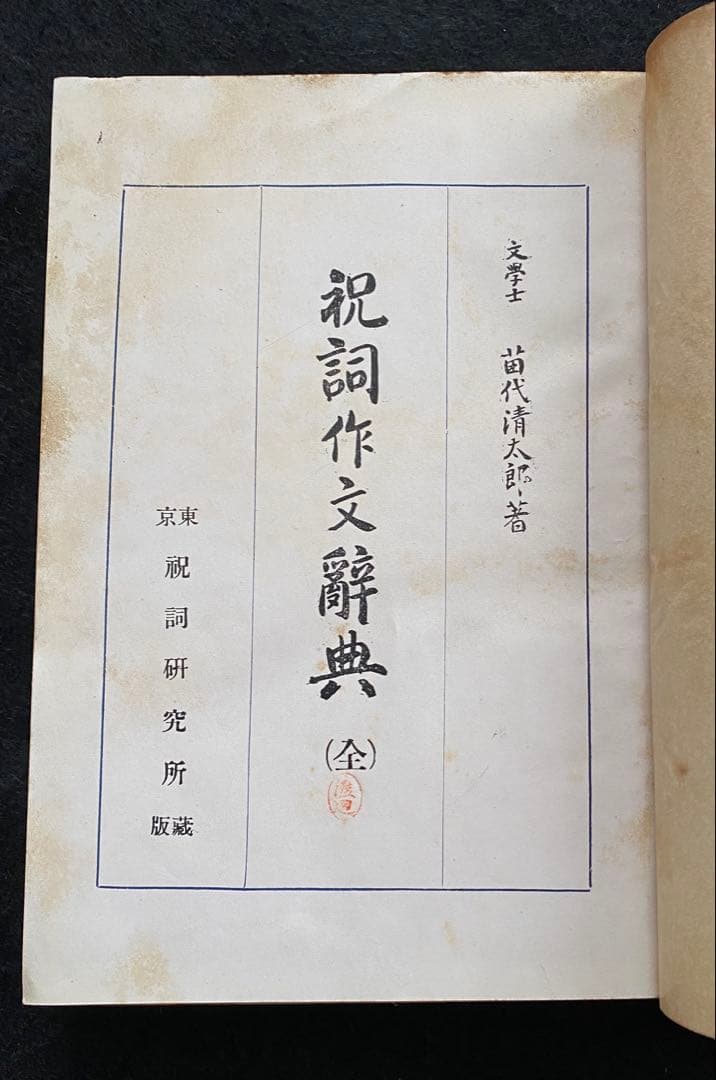 文學士 苗代清太郎著
祝詞作文辭典(全)
東京 祝詞研究所 藏版